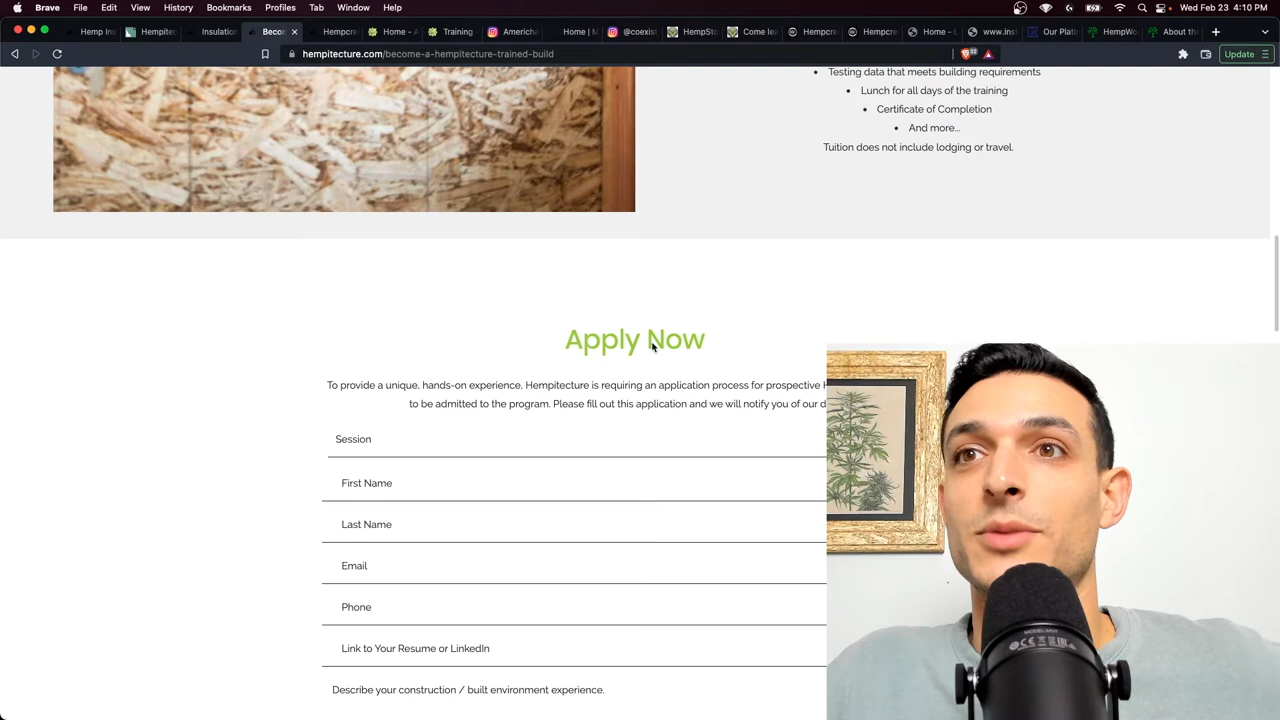 Brave File Edit View History Bookmarks Profiles Tab Window Help Wed Feb 23 4:10 PM
Hemp Ins Hempitec Insulation Becor Hempcre Home - A Training Americha Home | M @coexist HempSto Come lea Hempcre Hempcre Home - L www.inst Our Plati HempWo About the
hempitecture.com/become-a-hempitecture-trained-build 32 Update
Testing data that meets building requirements
Lunch for all days of the training
Certificate of Completion
And more...
Tuition does not include lodging or travel.
Apply Now
To provide a unique, hands-on experience, Hempitecture is requiring an application process for prospective H
to be admitted to the program. Please fill out this application and we will notify you of our d
Session
First Name
Last Name
Email
Phone
Link to Your Resume or LinkedIn
Describe your construction / built environment experience.